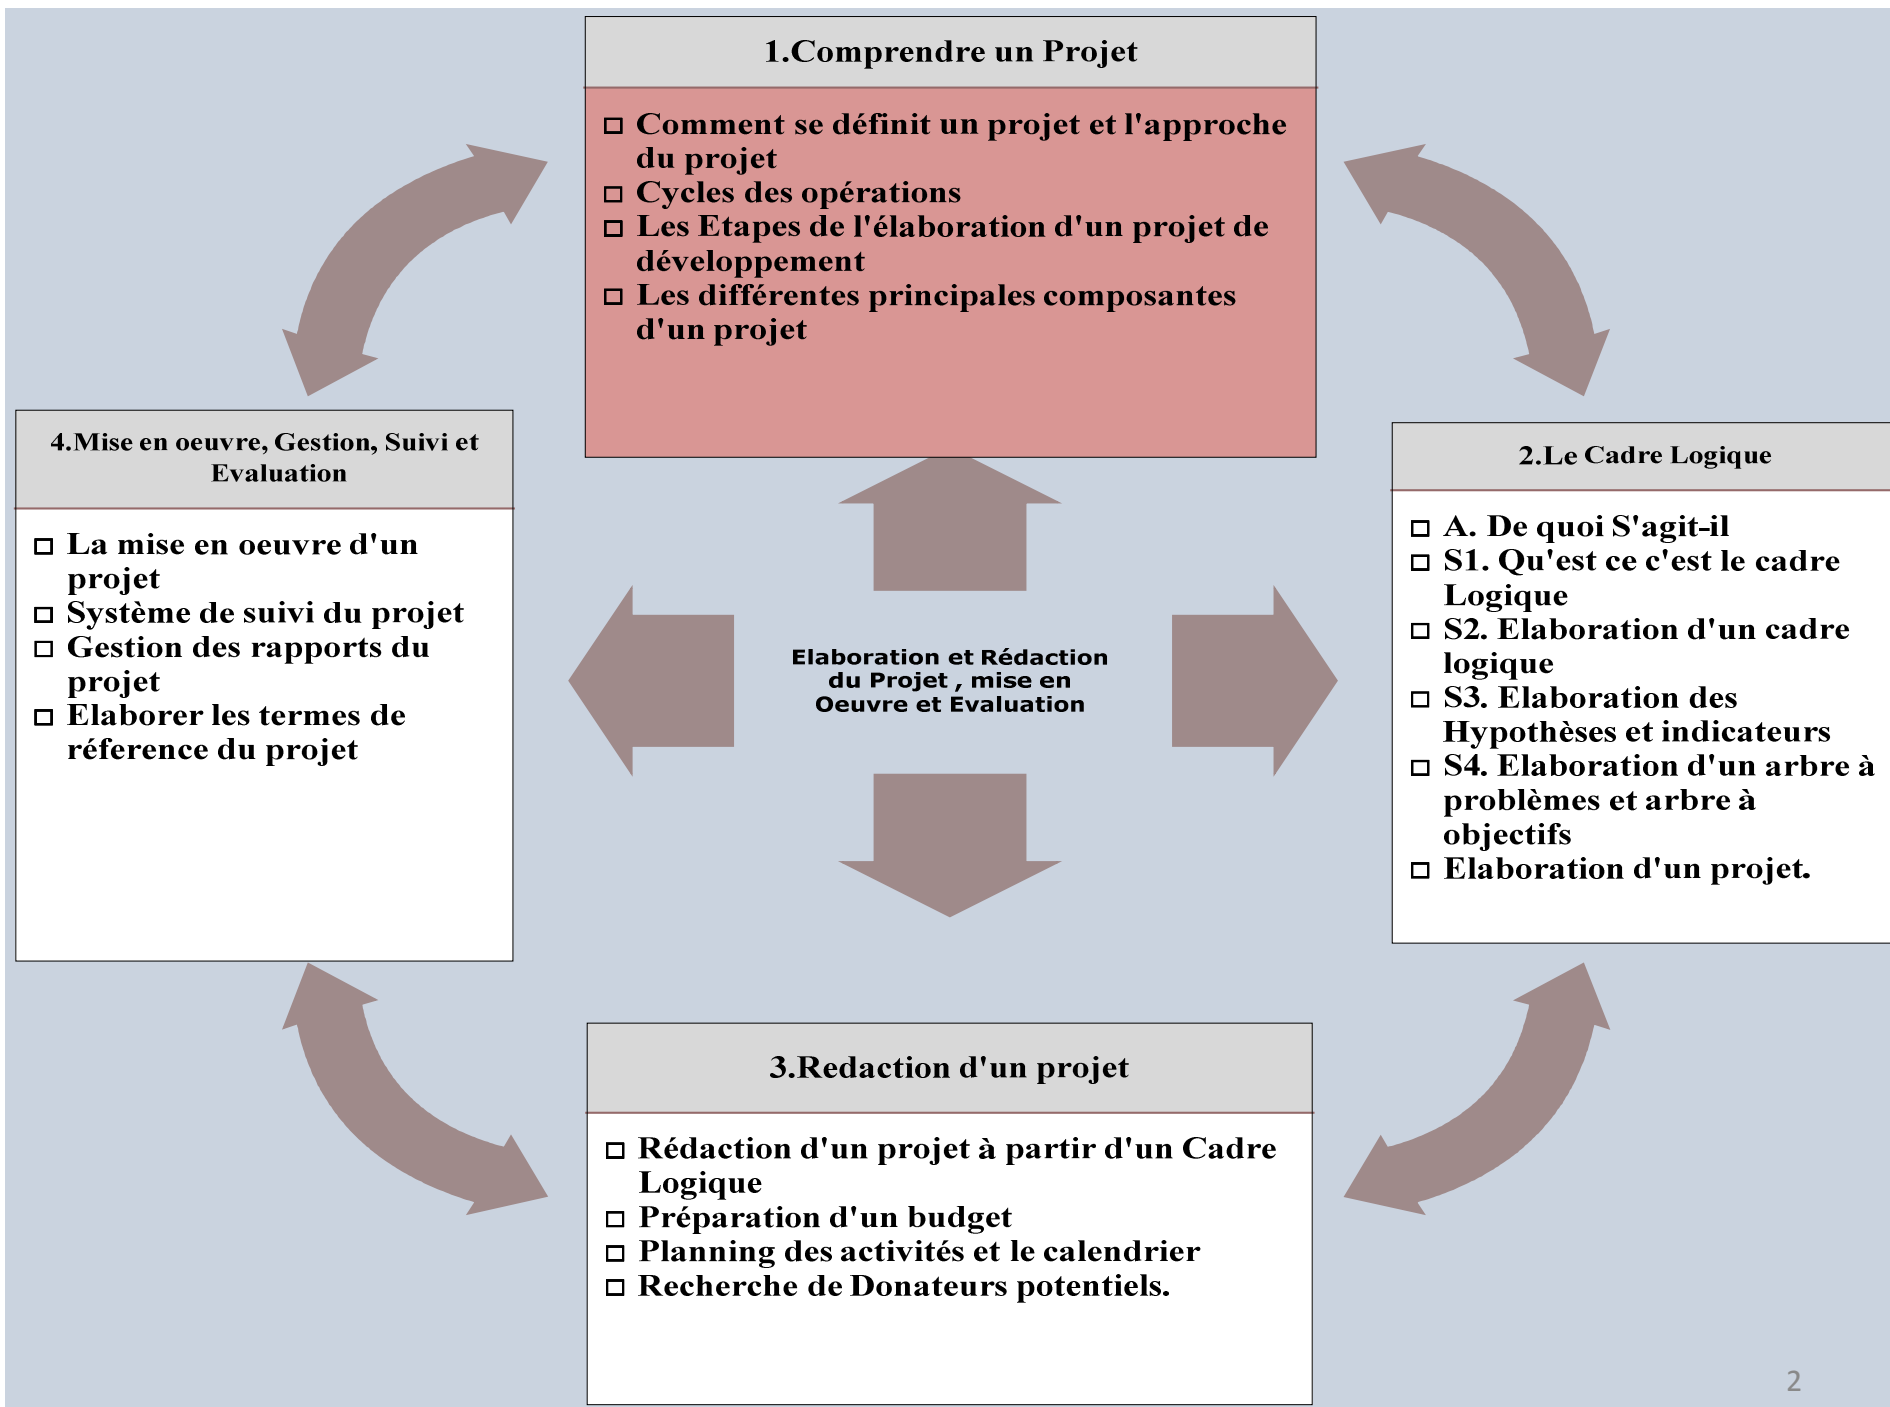 1.Comprendre un Projet
□ Comment se définit un projet et l'approche
du projet
□ Cycles des opérations
□ Les Etapes de l'élaboration d'un projet de
développement
□ Les différentes principales composantes
d'un projet
4.Mise en oeuvre, Gestion, Suivi et
Evaluation
□ La mise en oeuvre d'un
projet
□ Système de suivi du projet
□ Gestion des rapports du
projet
□ Elaborer les termes de
réference du projet
Elaboration et Rédaction
du Projet , mise en
Oeuvre et Evaluation
2.Le Cadre Logique
□ A. De quoi S'agit-il
□ S1. Qu'est ce c'est le cadre
Logique
□ S2. Elaboration d'un cadre
logique
□ S3. Elaboration des
Hypothèses et indicateurs
□ S4. Elaboration d'un arbre à
problèmes et arbre à
objectifs
□ Elaboration d'un projet.
3.Redaction d'un projet
□ Rédaction d'un projet à partir d'un Cadre
Logique
□ Préparation d'un budget
□ Planning des activités et le calendrier
□ Recherche de Donateurs potentiels.
2